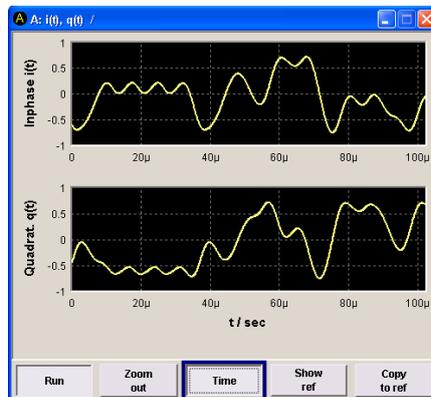 A: i(t), q(t) /
Inphase i(t)
1
0.5
0
-0.5
-1
0 20µ 40µ 60µ 80µ 100µ
Quadrat. q(t)
1
0.5
0
-0.5
-1
0 20µ 40µ 60µ 80µ 100µ
t / sec
Run
Zoom
out
Time
Show
ref
Copy
to ref